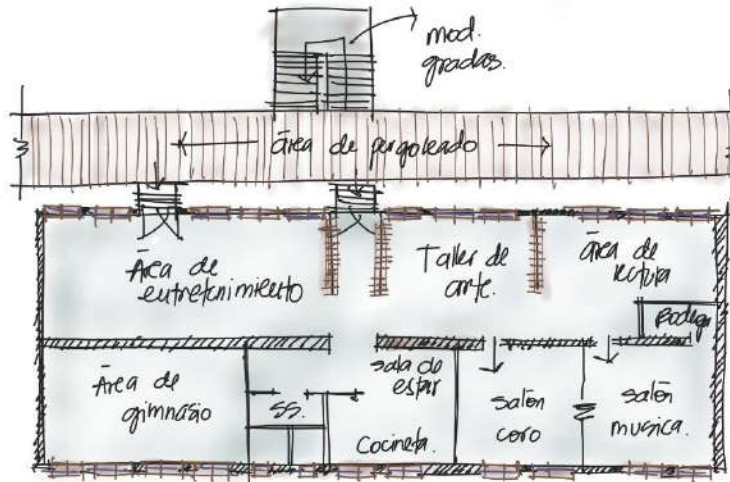 mod.
gradas.
área de pergoleado
Área de
entretenimiento
Taller de
arte.
área de
lectura
Bodega
Área de
gimnasio
SS.
sala de
estar
Cocineta.
salón
coro
salón
musica.